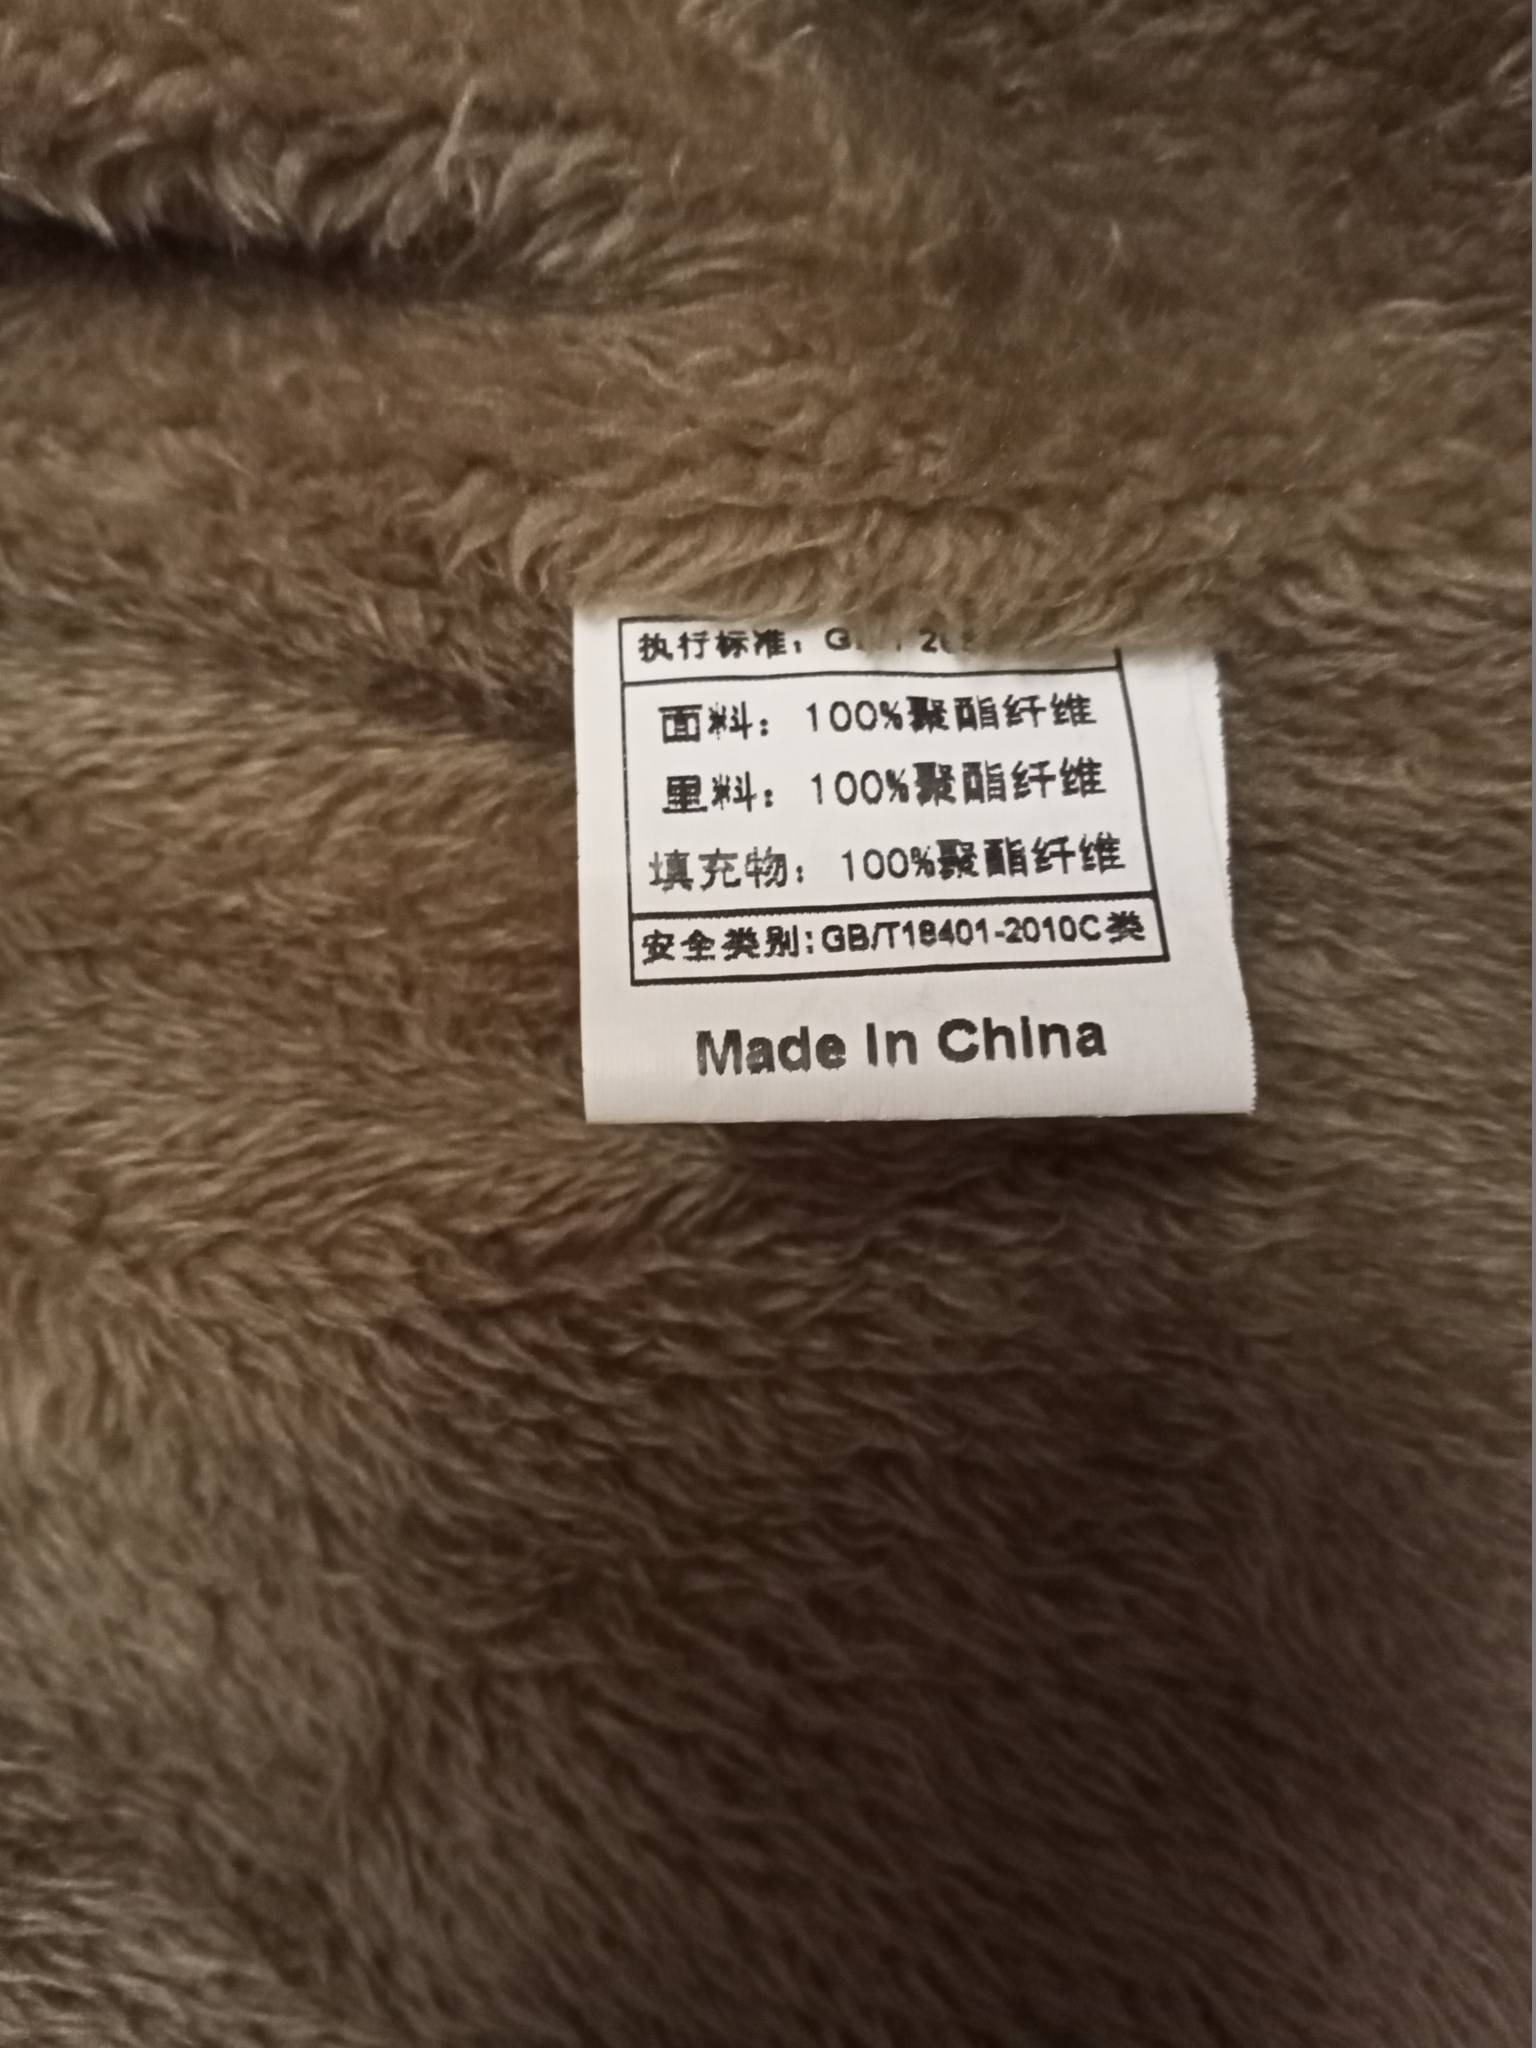 执行标准：
面料：100%聚酯纤维
里料：100%聚酯纤维
填充物：100%聚酯纤维
安全类别:GB/T18401-2010C类
Made In China